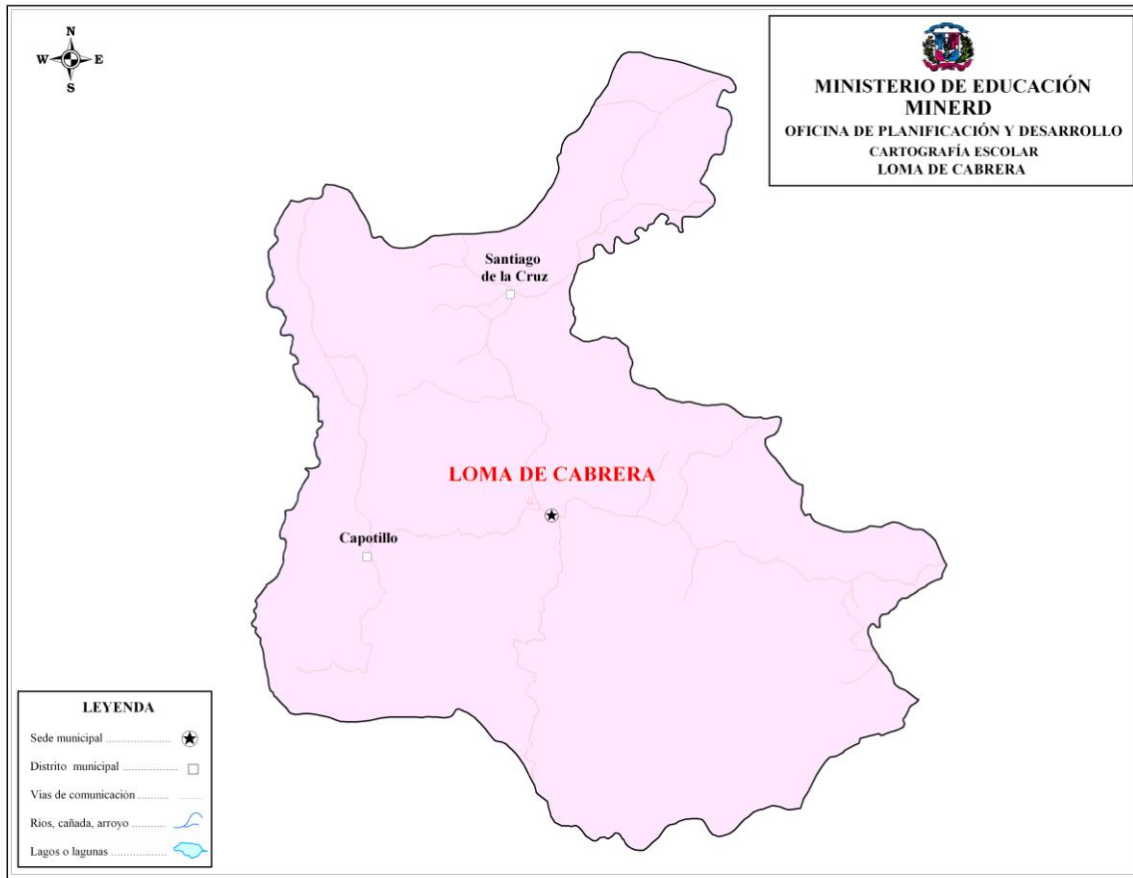 N
W E
S
MINISTERIO DE EDUCACIÓN
MINERD
OFICINA DE PLANIFICACIÓN Y DESARROLLO
CARTOGRAFÍA ESCOLAR
LOMA DE CABRERA
Santiago
de la Cruz
LOMA DE CABRERA
Capotillo
LEYENDA
Sede municipal ....................
Distrito municipal .................
Vias de comunicación ..........
Rios, cañada, arroyo ...........
Lagos o lagunas .................